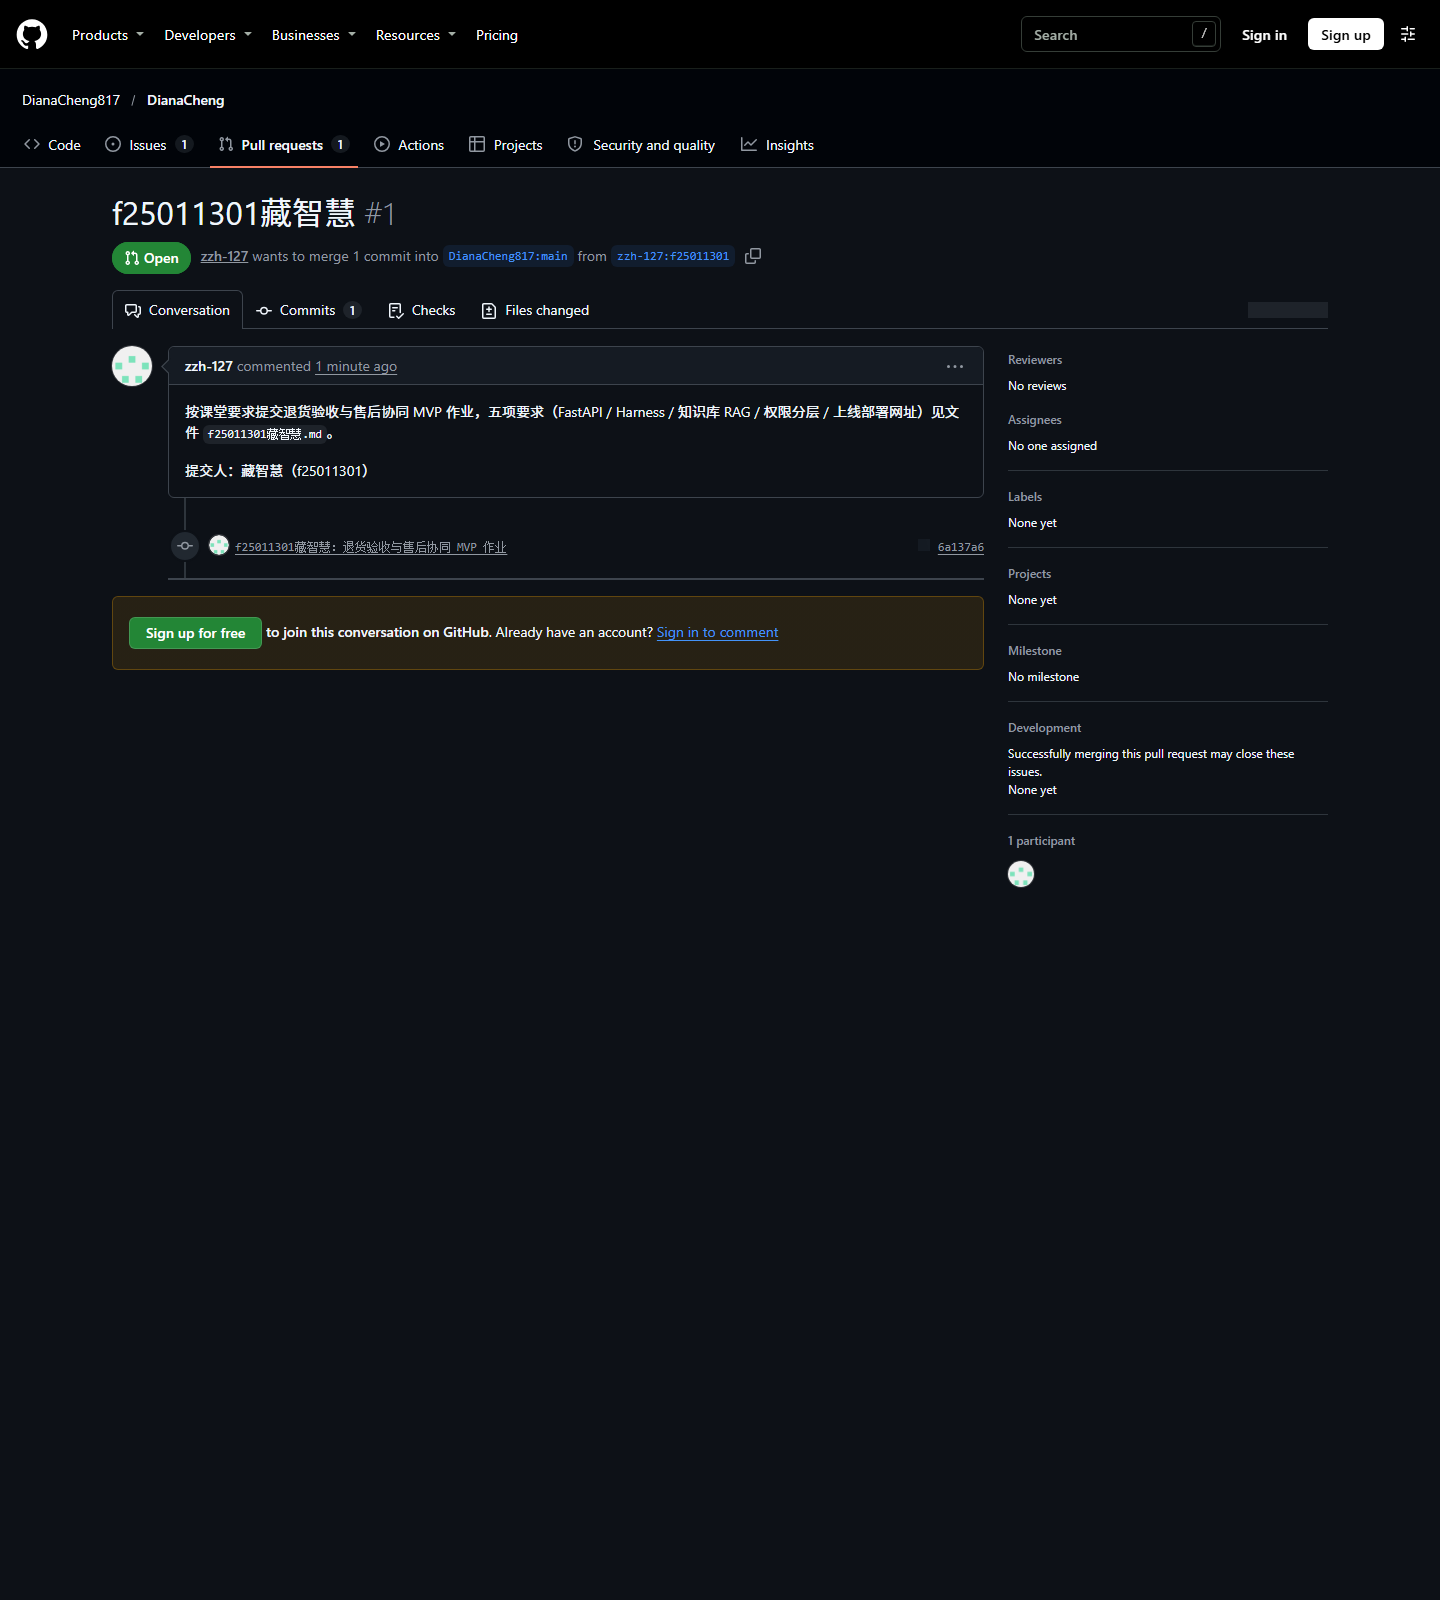 Products Developers Businesses Resources Pricing Search / Sign in Sign up
DianaCheng817 / DianaCheng
Code Issues 1 Pull requests 1 Actions Projects Security and quality Insights
f25011301藏智慧 #1
Open zzh-127 wants to merge 1 commit into DianaCheng817:main from zzh-127:f25011301
Conversation Commits 1 Checks Files changed
zzh-127 commented 1 minute ago
按课堂要求提交退货验收与售后协同 MVP 作业，五项要求（FastAPI / Harness / 知识库 RAG / 权限分层 / 上线部署网址）见文
件 f25011301藏智慧.md。
提交人：藏智慧（f25011301）
f25011301藏智慧：退货验收与售后协同 MVP 作业 6a137a6
Sign up for free to join this conversation on GitHub. Already have an account? Sign in to comment
Reviewers
No reviews
Assignees
No one assigned
Labels
None yet
Projects
None yet
Milestone
No milestone
Development
Successfully merging this pull request may close these
issues.
None yet
1 participant